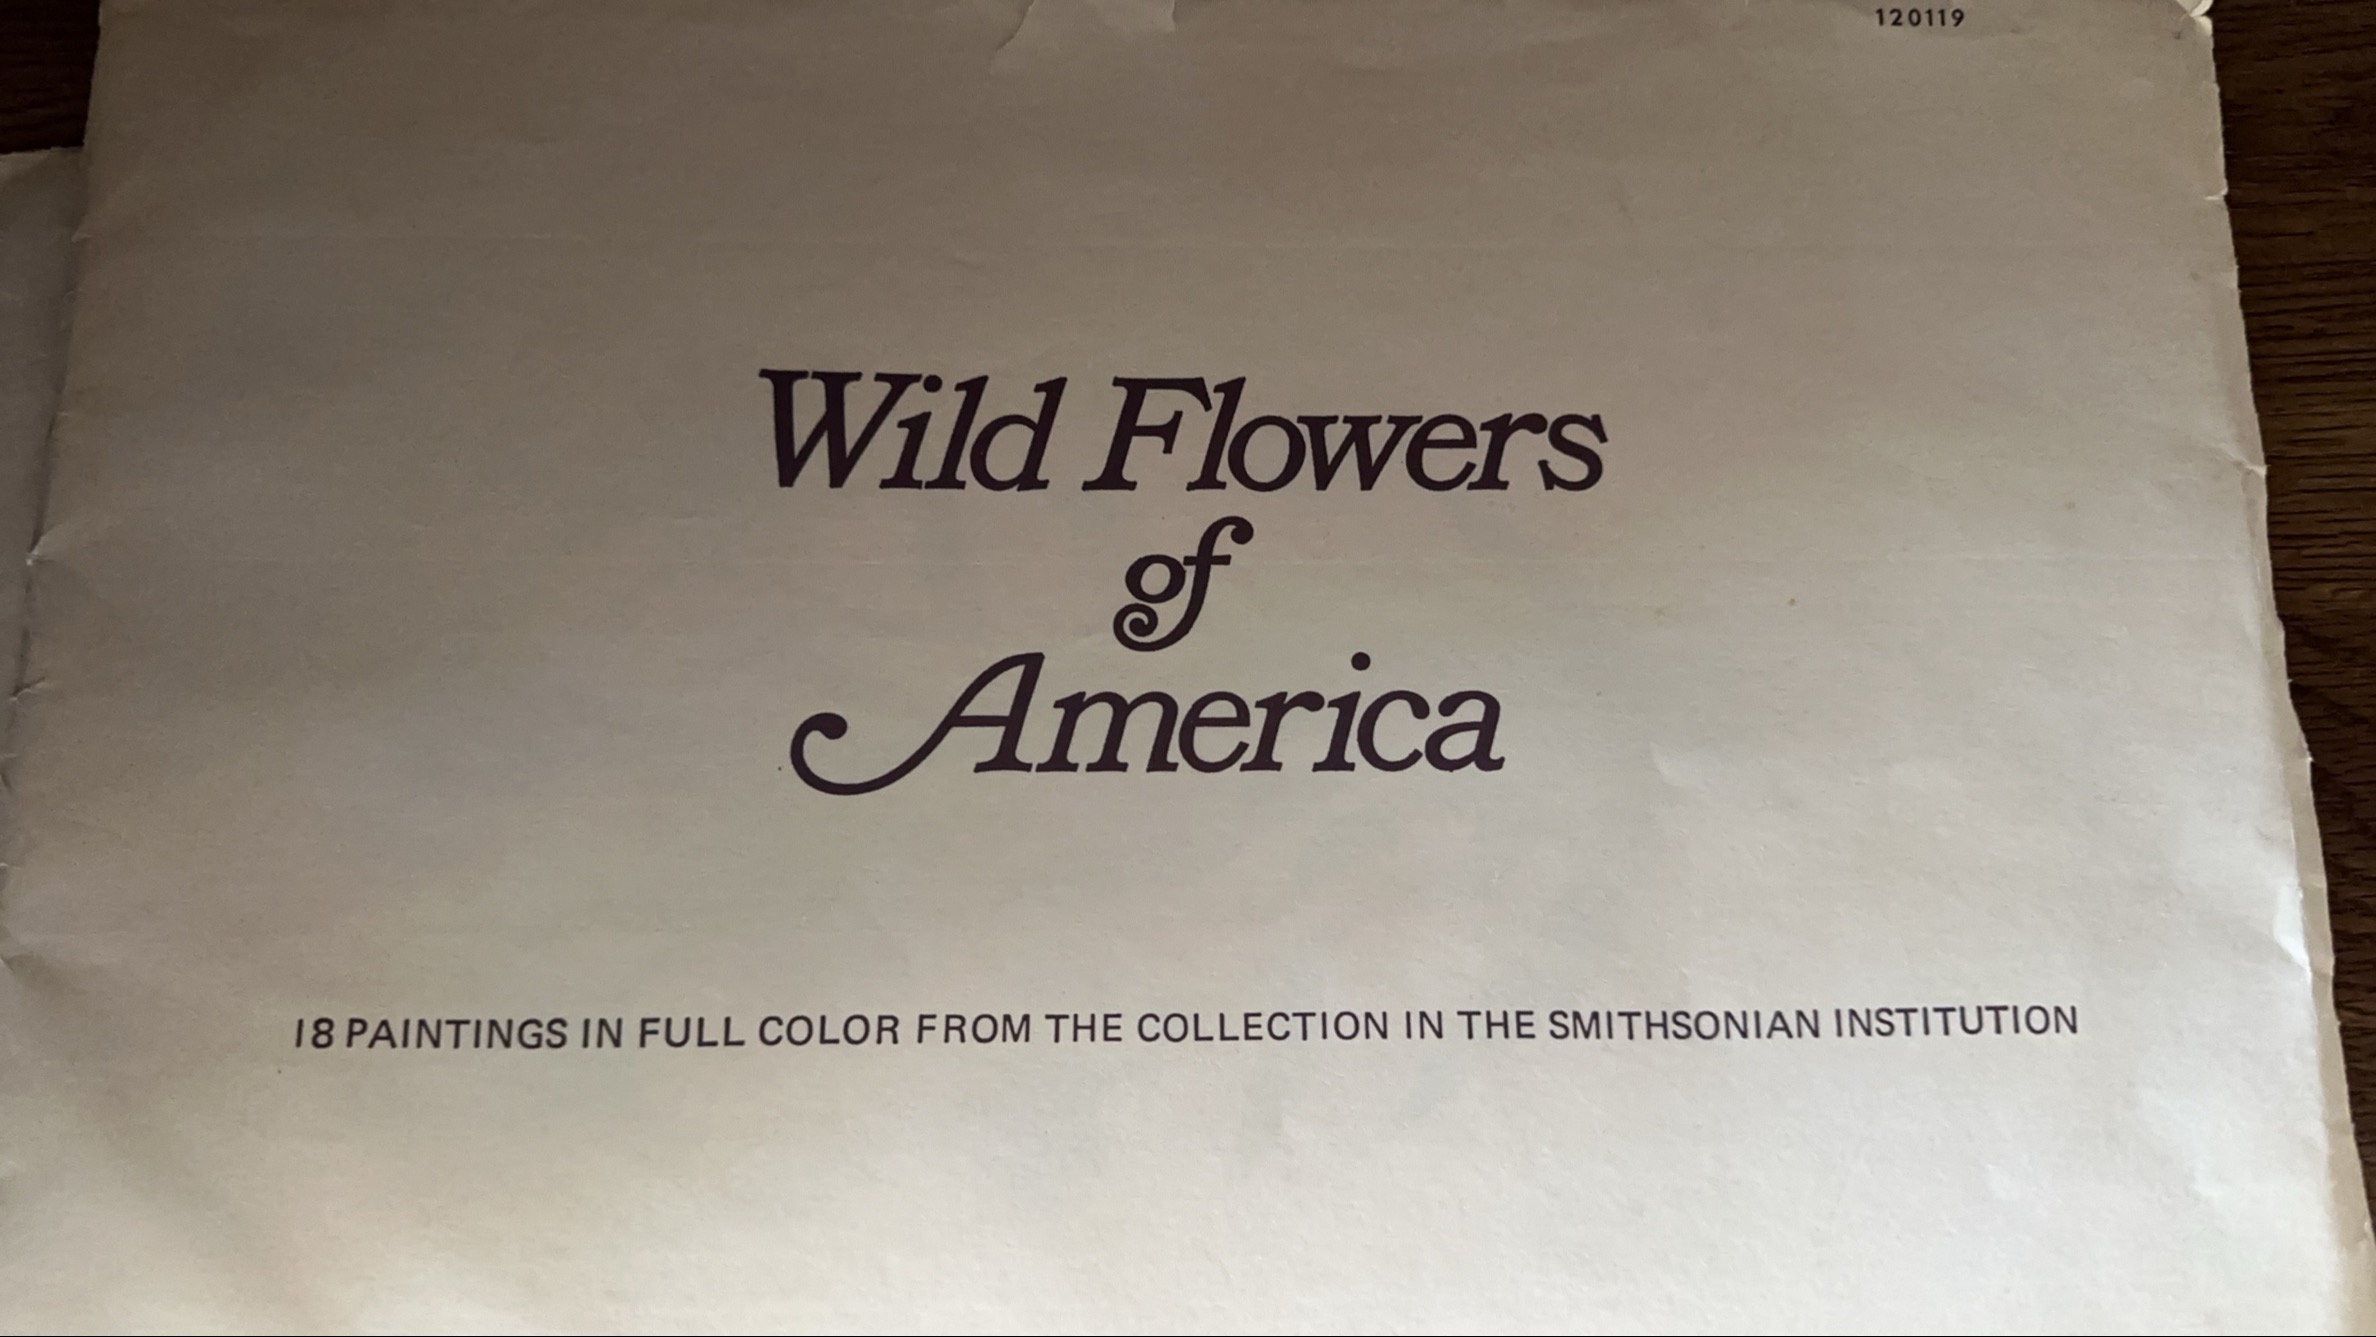 120119
Wild Flowers
of
America
18 PAINTINGS IN FULL COLOR FROM THE COLLECTION IN THE SMITHSONIAN INSTITUTION